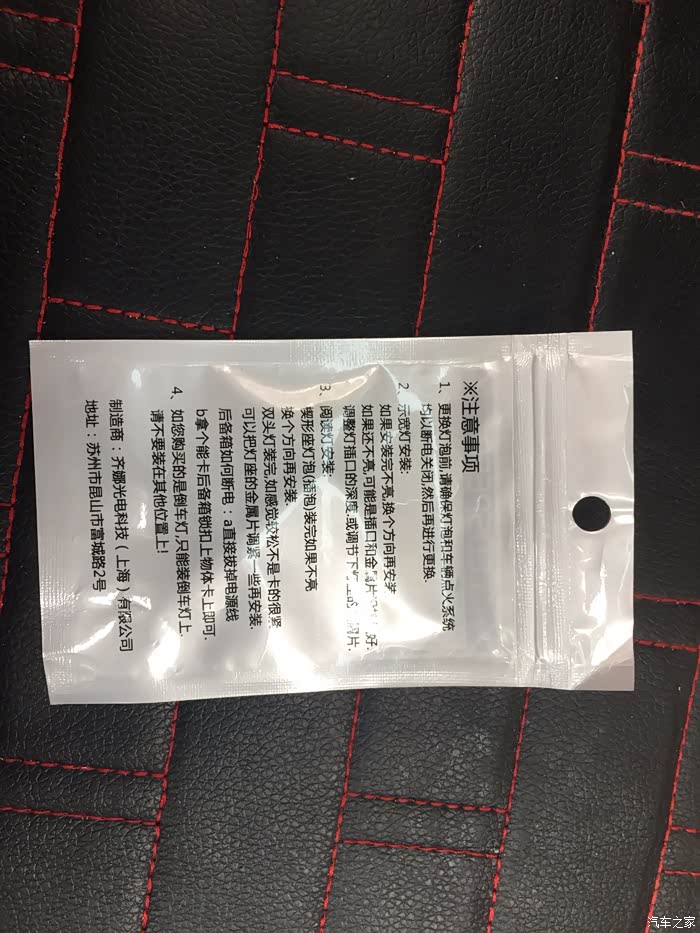 ※注意事项
1、更换灯泡前,请确保灯泡和车辆点火系统
均以断电关闭,然后再进行更换.
2、示宽灯安装:
如果安装完不亮,换个方向再安装
如果还不亮,可能是插口和金属片 好.
调整灯插口的深度,或调节下 片.
3、阅读灯安装:
楔形座灯泡(插泡)装完如果不亮
换个方向再安装.
双头灯装完,如感觉较松不是卡的很紧
可以把灯座的金属片调紧一些再安装.
后备箱如何断电:a直接拔掉电源线
b拿个能卡后备箱锁扣上物体卡上即可.
4、如您购买的是倒车灯,只能装倒车灯上.
请不要装在其他位置上!
制造商:齐娜光电科技(上海)有限公司
地址:苏州市昆山市富城路2号
汽车之家